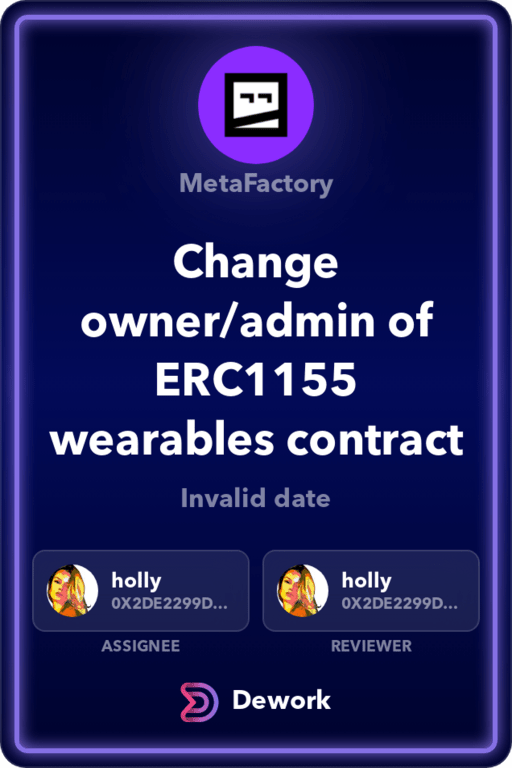 MetaFactory
Change
owner/admin of
ERC1155
wearables contract
Invalid date
holly
0X2DE2299D...
holly
0X2DE2299D...
ASSIGNEE
REVIEWER
Dework